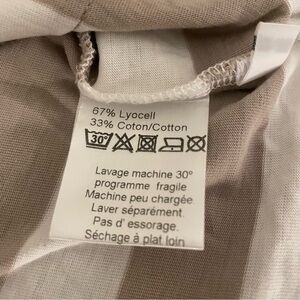 67% Lyocell
33% Coton/Cotton
30°
Lavage machine 30°
programme fragile
Machine peu chargée
Laver séparément.
Pas d' essorage.
Séchage à plat loin